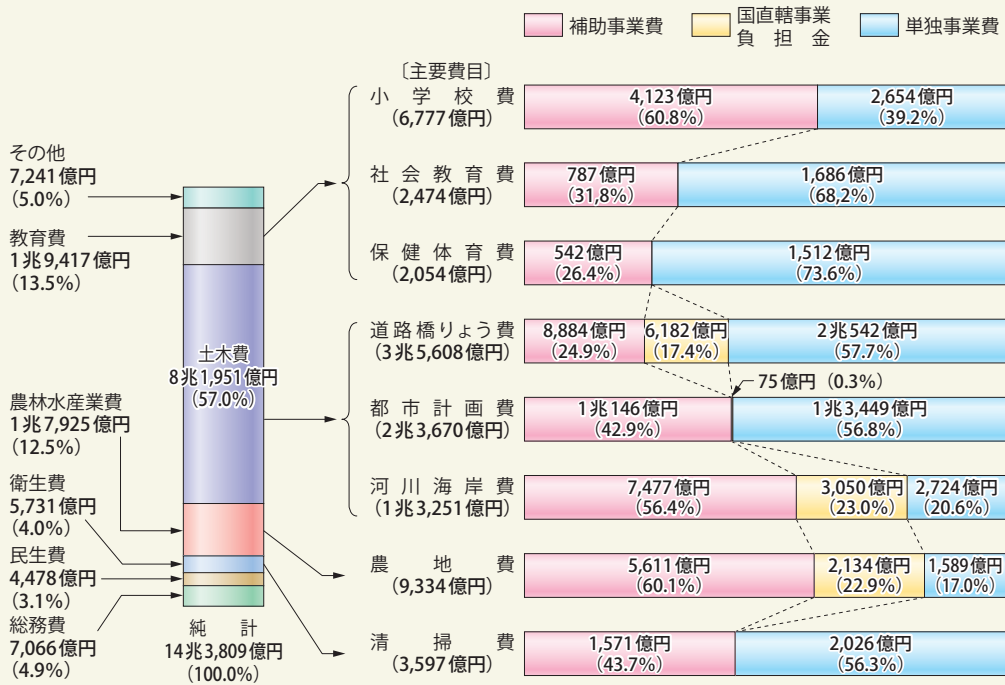 補助事業費
国直轄事業
負担金
単独事業費
〔主要費目〕
小学校費
(6,777億円)
4,123億円
(60.8%)
2,654億円
(39.2%)
社会教育費
(2,474億円)
787億円
(31,8%)
1,686億円
(68,2%)
保健体育費
(2,054億円)
542億円
(26.4%)
1,512億円
(73.6%)
道路橋りょう費
(3兆5,608億円)
8,884億円
(24.9%)
6,182億円
(17.4%)
2兆542億円
(57.7%)
75億円 (0.3%)
都市計画費
(2兆3,670億円)
1兆146億円
(42.9%)
1兆3,449億円
(56.8%)
河川海岸費
(1兆3,251億円)
7,477億円
(56.4%)
3,050億円
(23.0%)
2,724億円
(20.6%)
農地費
(9,334億円)
5,611億円
(60.1%)
2,134億円
(22.9%)
1,589億円
(17.0%)
清掃費
(3,597億円)
1,571億円
(43.7%)
2,026億円
(56.3%)
その他
7,241億円
(5.0%)
教育費
1兆9,417億円
(13.5%)
土木費
8兆1,951億円
(57.0%)
農林水産業費
1兆7,925億円
(12.5%)
衛生費
5,731億円
(4.0%)
民生費
4,478億円
(3.1%)
総務費
7,066億円
(4.9%)
純計
14兆3,809億円
(100.0%)